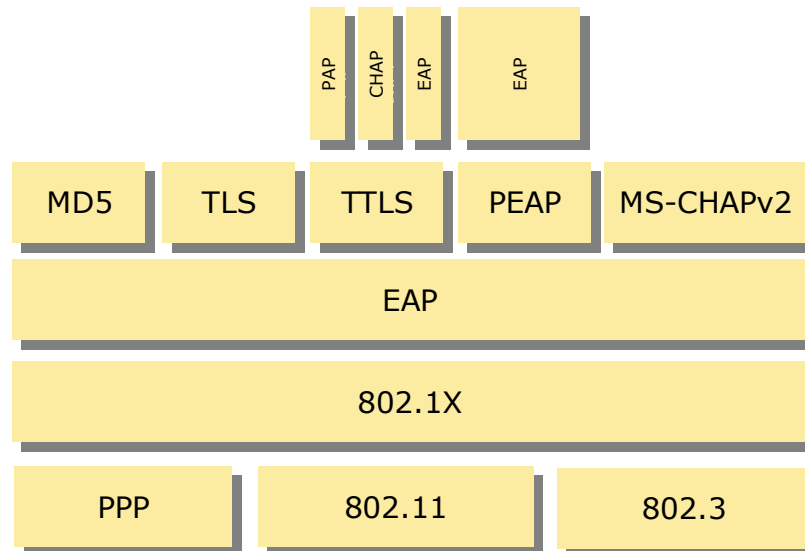 PAP
CHAP
EAP
EAP
MD5
TLS
TTLS
PEAP
MS-CHAPv2
EAP
802.1X
PPP
802.11
802.3